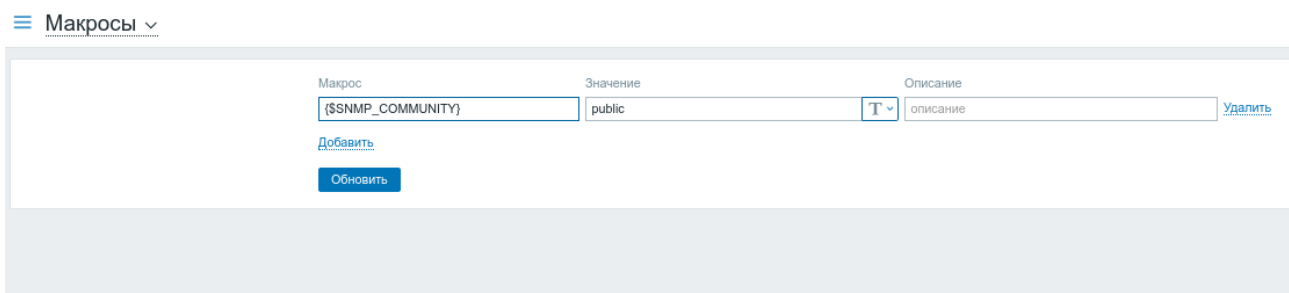 Макросы
Макрос Значение Описание
{$SNMP_COMMUNITY} public T описание Удалить
Добавить
Обновить